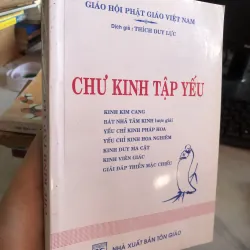 GIÁO HỘI PHẬT GIÁO VIỆT NAM
Dịch giả : THÍCH DUY LỰC
CHƯ KINH TẬP YẾU
KINH KIM CANG
BÁT NHÃ TÂM KINH (lược giải)
YẾU CHỈ KINH PHÁP HOA
YẾU CHỈ KINH HOA NGHIÊM
KINH DUY MA CẬT
KINH VIÊN GIÁC
GIẢI ĐÁP THIỀN MẶC CHIẾU
NHÀ XUẤT BẢN TÔN GIÁO